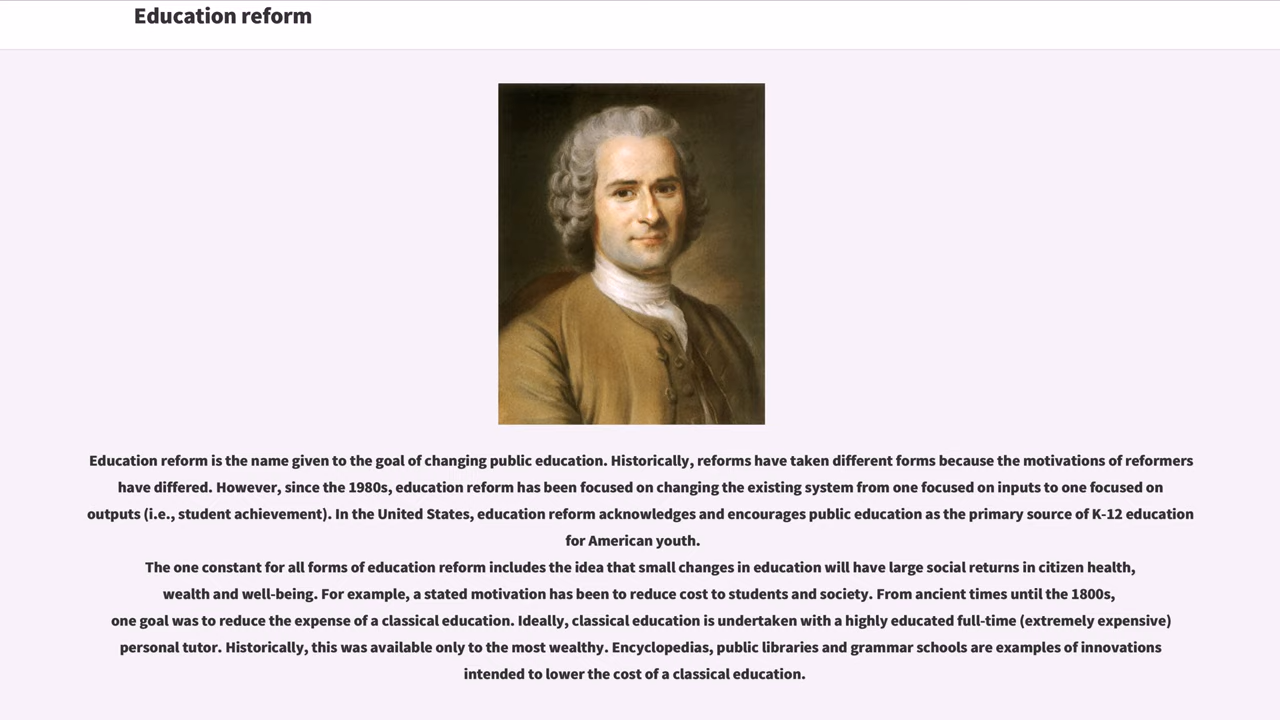 Education reform
Education reform is the name given to the goal of changing public education. Historically, reforms have taken different forms because the motivations of reformers
have differed. However, since the 1980s, education reform has been focused on changing the existing system from one focused on inputs to one focused on
outputs (i.e., student achievement). In the United States, education reform acknowledges and encourages public education as the primary source of K-12 education
for American youth.
The one constant for all forms of education reform includes the idea that small changes in education will have large social returns in citizen health,
wealth and well-being. For example, a stated motivation has been to reduce cost to students and society. From ancient times until the 1800s,
one goal was to reduce the expense of a classical education. Ideally, classical education is undertaken with a highly educated full-time (extremely expensive)
personal tutor. Historically, this was available only to the most wealthy. Encyclopedias, public libraries and grammar schools are examples of innovations
intended to lower the cost of a classical education.